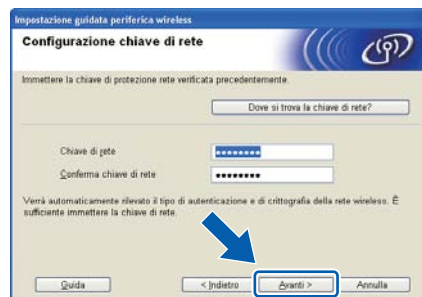 Impostazione guidata periferica wireless
Configurazione chiave di rete
Immettere la chiave di protezione rete verificata precedentemente.
Dove si trova la chiave di rete?
Chiave di rete
Conferma chiave di rete
Verrà automaticamente rilevato il tipo di autenticazione e di crittografia della rete wireless. È
sufficiente immettere la chiave di rete.
Guida
< Indietro
Avanti >
Annulla